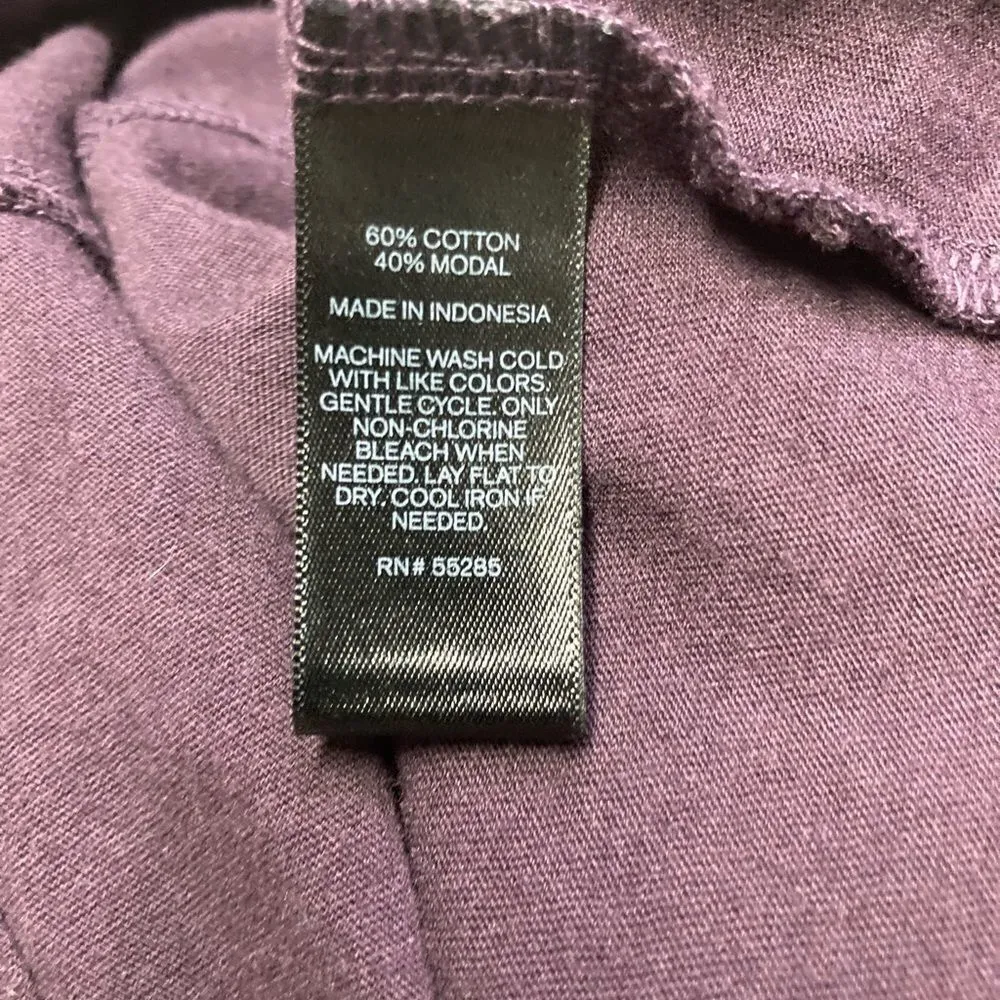 60% COTTON
40% MODAL
MADE IN INDONESIA
MACHINE WASH COLD
WITH LIKE COLORS.
GENTLE CYCLE. ONLY
NON-CHLORINE
BLEACH WHEN
NEEDED. LAY FLAT TO
DRY. COOL IRON IF
NEEDED.
RN# 55285